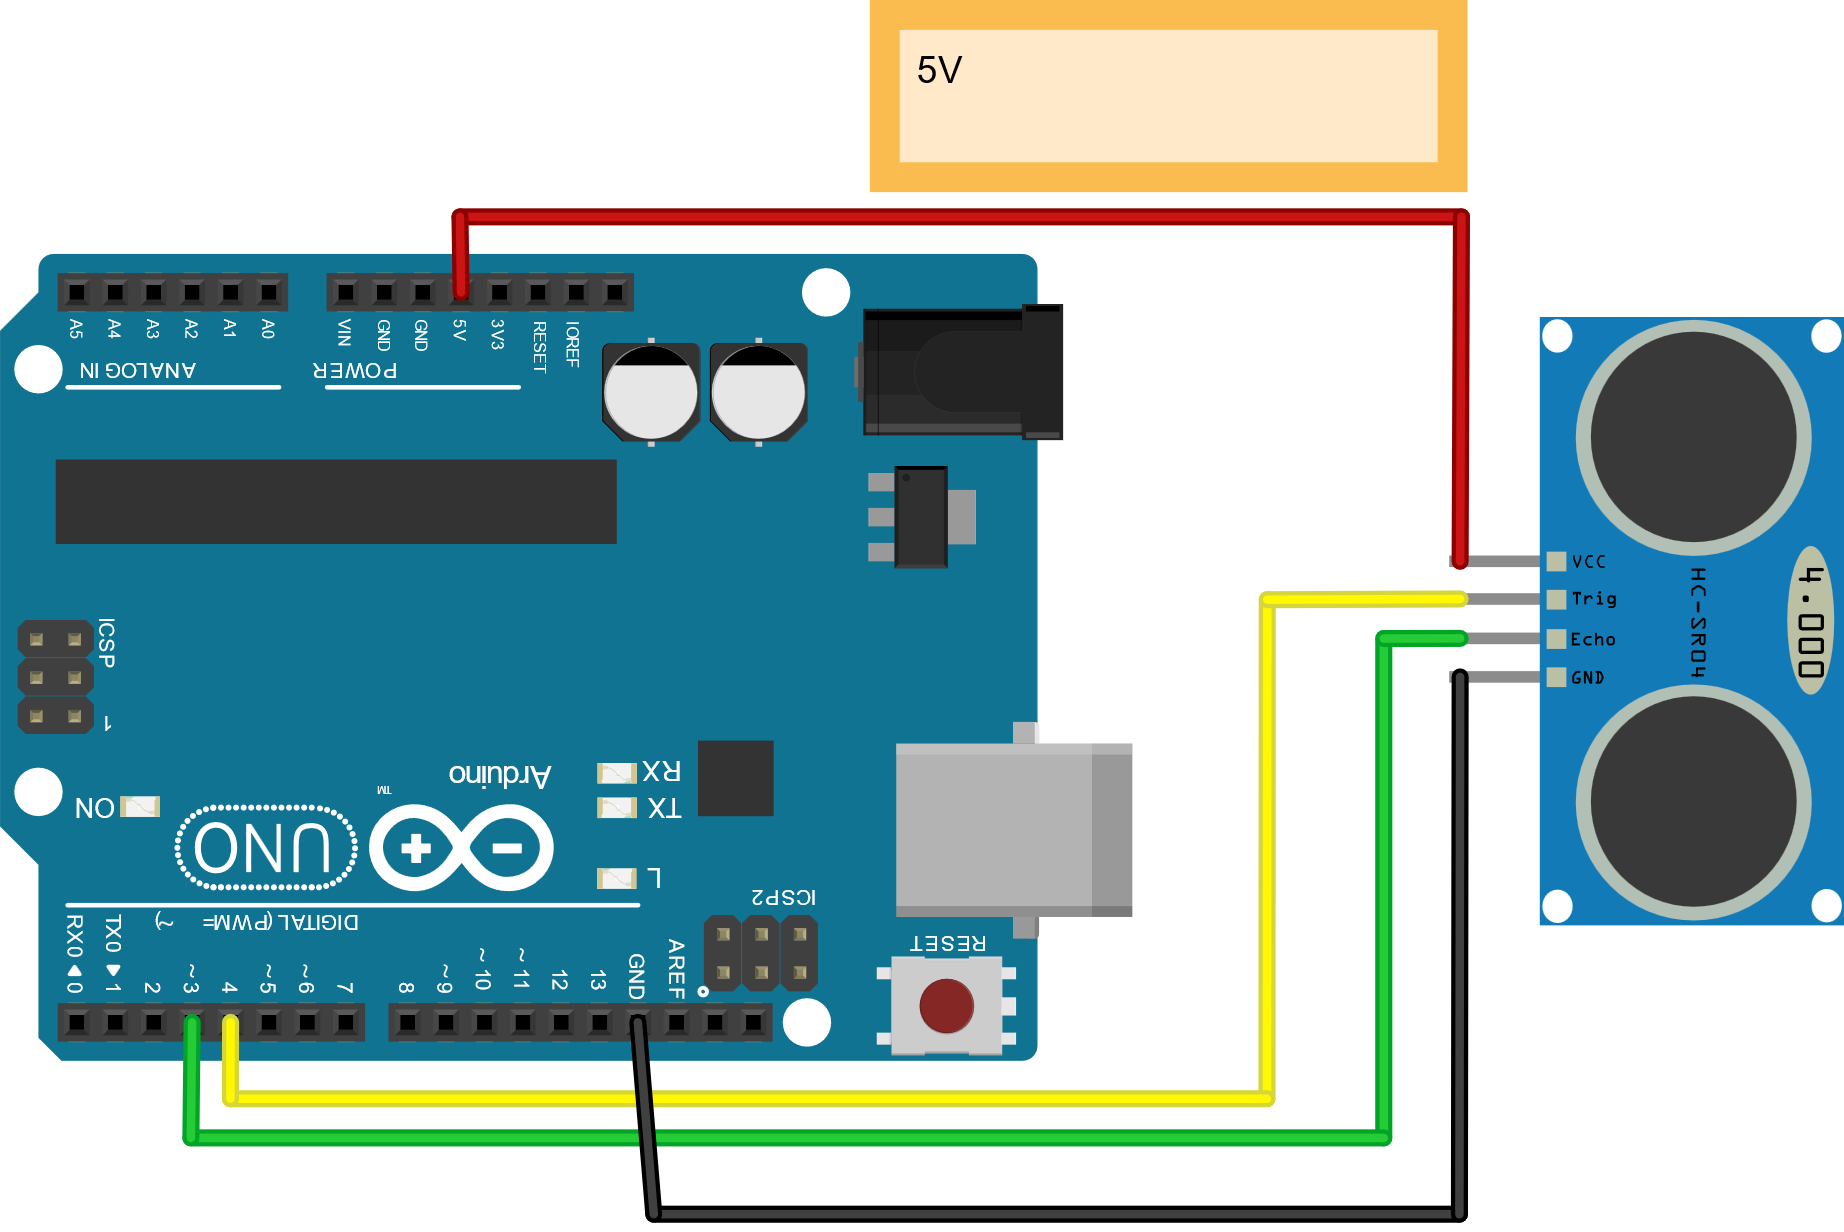 5V
A5 A4 A3 A2 A1 A0
VIN GND GND 5V 3V3 RESET IOREF
ANALOG IN
POWER
VCC
Trig
Echo
GND
HC-SR04
4.000
ICSP
1
RX
TX
L
ON
Arduino
TM
UNO
ICSP2
DIGITAL (PWM= ~)
RX0 TX0
0 1 2 ~3 4 ~5 ~6 7 8 ~9 ~10 ~11 12 13 GND AREF
RESET